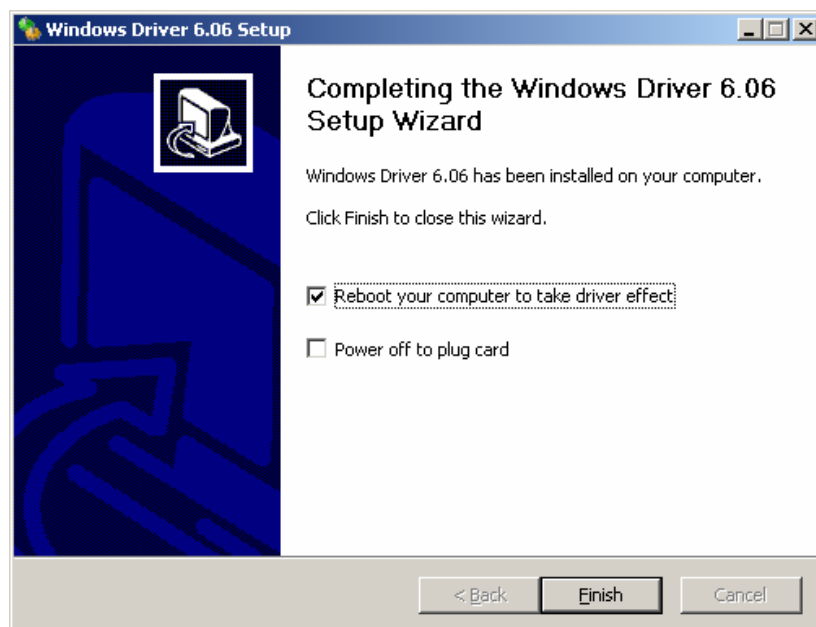 Windows Driver 6.06 Setup
Completing the Windows Driver 6.06
Setup Wizard
Windows Driver 6.06 has been installed on your computer.
Click Finish to close this wizard.
Reboot your computer to take driver effect
Power off to plug card
< Back
Finish
Cancel